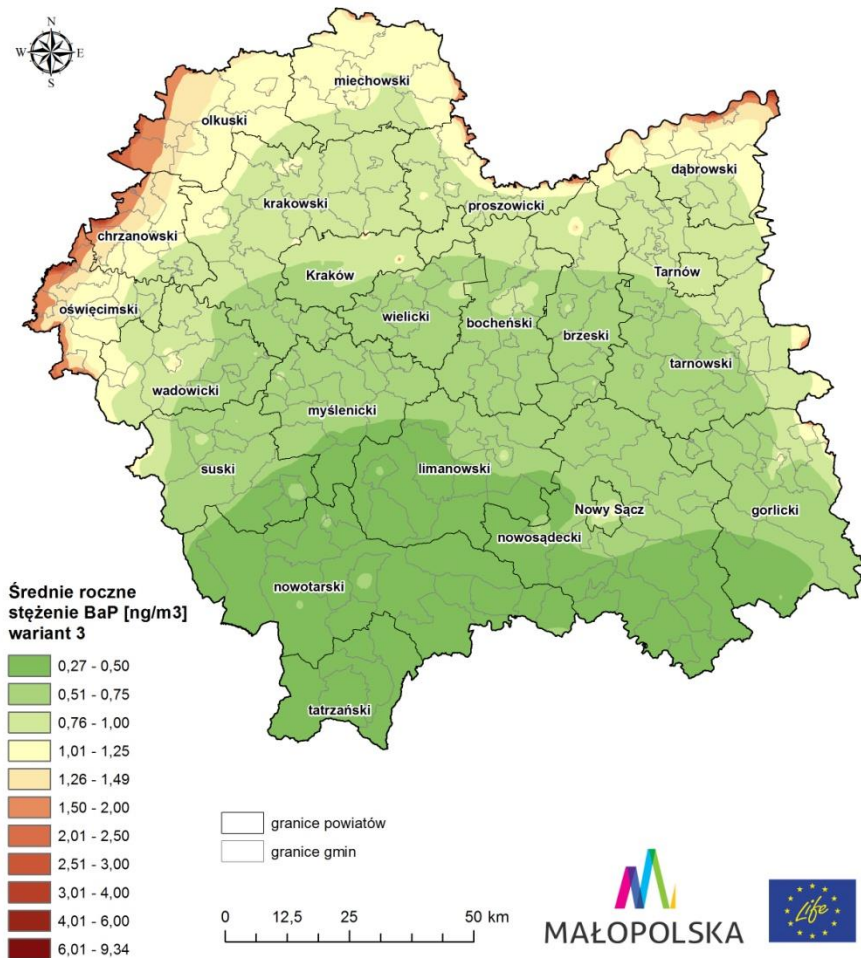 N
W E
S
miechowski
olkuski
dąbrowski
krakowski
proszowicki
chrzanowski
Kraków
Tarnów
oświęcimski
wielicki
bocheński
brzeski
tarnowski
wadowicki
myślenicki
suski
limanowski
Nowy Sącz
gorlicki
nowosądecki
nowotarski
tatrzański
Średnie roczne
stężenie BaP [ng/m3]
wariant 3
0,27 - 0,50
0,51 - 0,75
0,76 - 1,00
1,01 - 1,25
1,26 - 1,49
1,50 - 2,00
2,01 - 2,50
2,51 - 3,00
3,01 - 4,00
4,01 - 6,00
6,01 - 9,34
granice powiatów
granice gmin
0 12,5 25 50 km
MAŁOPOLSKA
Life